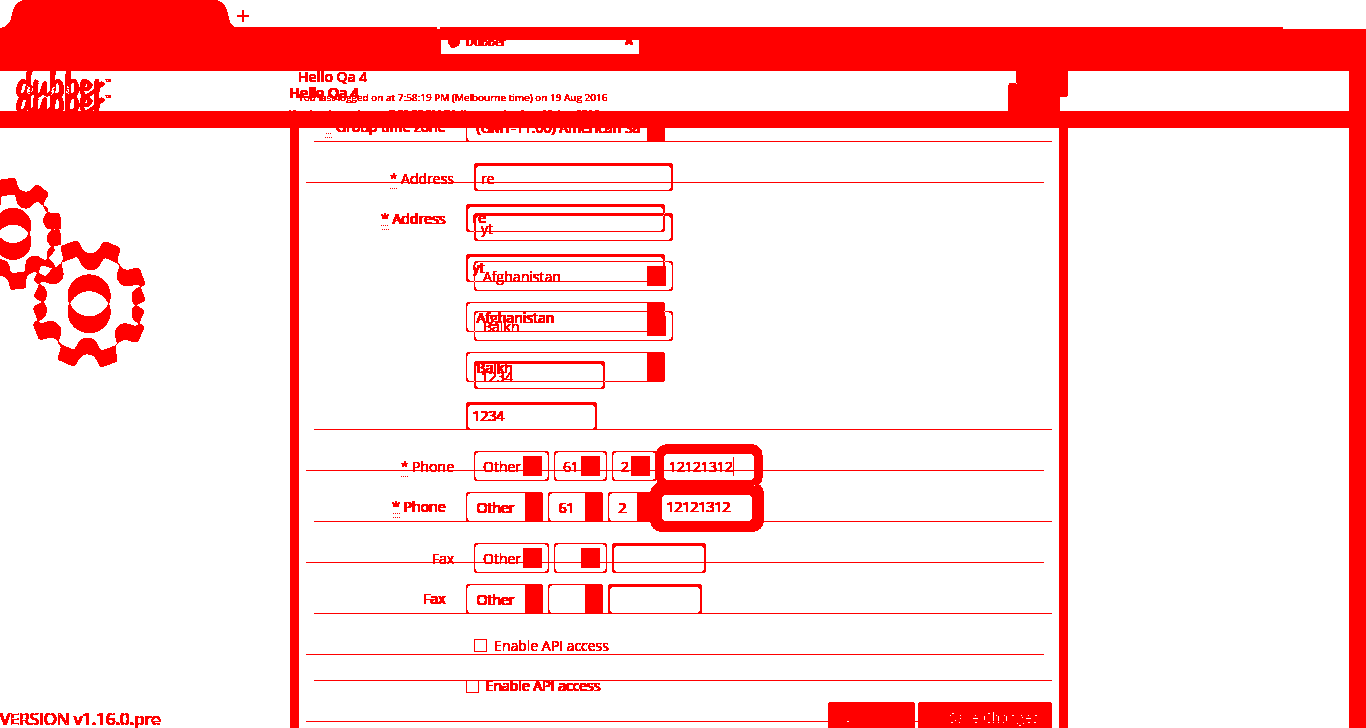 +
Dubber x
dubber™
dubber™
Hello Qa 4
Hello Qa 4
You last logged on at 7:58:19 PM (Melbourne time) on 19 Aug 2016
* Group time zone (GMT-11:00) American Sa
* Address re
* Address re
yt
yt
Afghanistan
Afghanistan
Balkh
Balkh
1234
1234
* Phone Other 61 2 12121312
* Phone Other 61 2 12121312
Fax Other
Fax Other
Enable API access
Enable API access
VERSION v1.16.0.pre
Save Changes